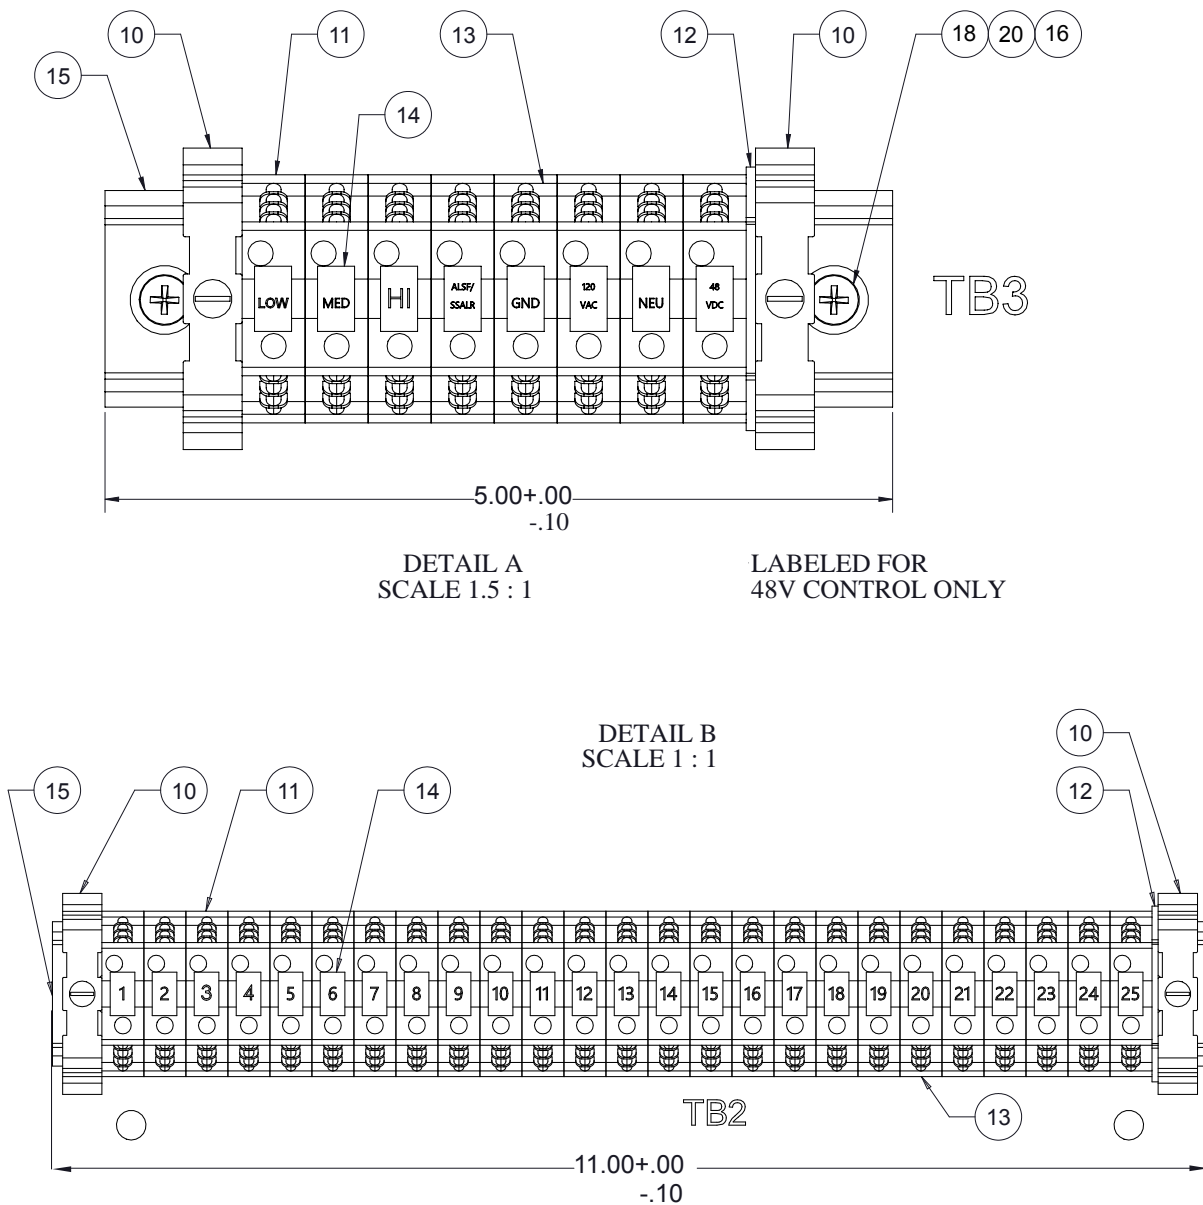 10
11
13
12
10
18 20 16
15
14
LOW
MED
HI
ALSF/
SSALR
GND
120
VAC
NEU
48
VDC
TB3
5.00+.00
-.10
DETAIL A
SCALE 1.5 : 1
LABELED FOR
48V CONTROL ONLY
DETAIL B
SCALE 1 : 1
10
15
10
11
14
12
1 2 3 4 5 6 7 8 9 10 11 12 13 14 15 16 17 18 19 20 21 22 23 24 25
TB2
13
11.00+.00
-.10